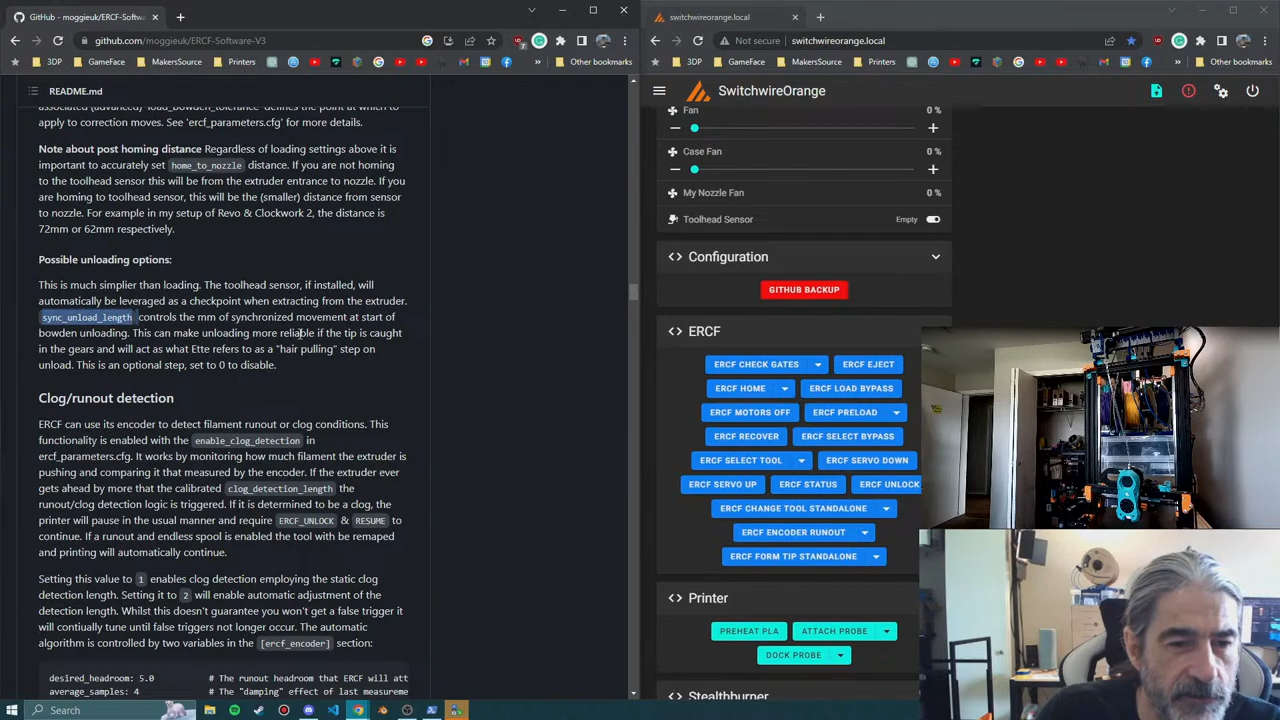 GitHub - moggieuk/ERCF-Softwa
switchwireorange.local
github.com/moggieuk/ERCF-Software-V3
Not secure
switchwireorange.local
3DP
GameFace
MakersSource
Printers
Other bookmarks
3DP
GameFace
MakersSource
Printers
Other bookmarks
README.md
SwitchwireOrange
associated (advanced) 'load_bowden_tolerance' defines the point at which to
apply to correction moves. See 'ercf_parameters.cfg' for more details.
Note about post homing distance Regardless of loading settings above it is
important to accurately set home_to_nozzle distance. If you are not homing
to the toolhead sensor this will be from the extruder entrance to nozzle. If you
are homing to toolhead sensor, this will be the (smaller) distance from sensor
to nozzle. For example in my setup of Revo & Clockwork 2, the distance is
72mm or 62mm respectively.
Possible unloading options:
This is much simplier than loading. The toolhead sensor, if installed, will
automatically be leveraged as a checkpoint when extracting from the extruder.
sync_unload_length controls the mm of synchronized movement at start of
bowden unloading. This can make unloading more reliable if the tip is caught
in the gears and will act as what Ette refers to as a "hair pulling" step on
unload. This is an optional step, set to 0 to disable.
Clog/runout detection
ERCF can use its encoder to detect filament runout or clog conditions. This
functionality is enabled with the enable_clog_detection in
ercf_parameters.cfg. It works by monitoring how much filament the extruder is
pushing and comparing it that measured by the encoder. If the extruder ever
gets ahead by more that the calibrated clog_detection_length the
runout/clog detection logic is triggered. If it is determined to be a clog, the
printer will pause in the usual manner and require ERCF_UNLOCK & RESUME to
continue. If a runout and endless spool is enabled the tool with be remaped
and printing will automatically continue.
Setting this value to 1 enables clog detection employing the static clog
detection length. Setting it to 2 will enable automatic adjustment of the
detection length. Whilst this doesn't guarantee you won't get a false trigger it
will contiually tune until false triggers not longer occur. The automatic
algorithm is controlled by two variables in the [ercf_encoder] section:
desired_headroom: 5.0 # The runout headroom that ERCF will att
average_samples: 4 # The "damping" effect of last measureme
Fan 0 %
Case Fan 0 %
My Nozzle Fan 0 %
Toolhead Sensor Empty
Configuration
GITHUB BACKUP
ERCF
ERCF CHECK GATES
ERCF EJECT
ERCF HOME
ERCF LOAD BYPASS
ERCF MOTORS OFF
ERCF PRELOAD
ERCF RECOVER
ERCF SELECT BYPASS
ERCF SELECT TOOL
ERCF SERVO DOWN
ERCF SERVO UP
ERCF STATUS
ERCF UNLOCK
ERCF CHANGE TOOL STANDALONE
ERCF ENCODER RUNOUT
ERCF FORM TIP STANDALONE
Printer
PREHEAT PLA
ATTACH PROBE
DOCK PROBE
Stealthburner
Search